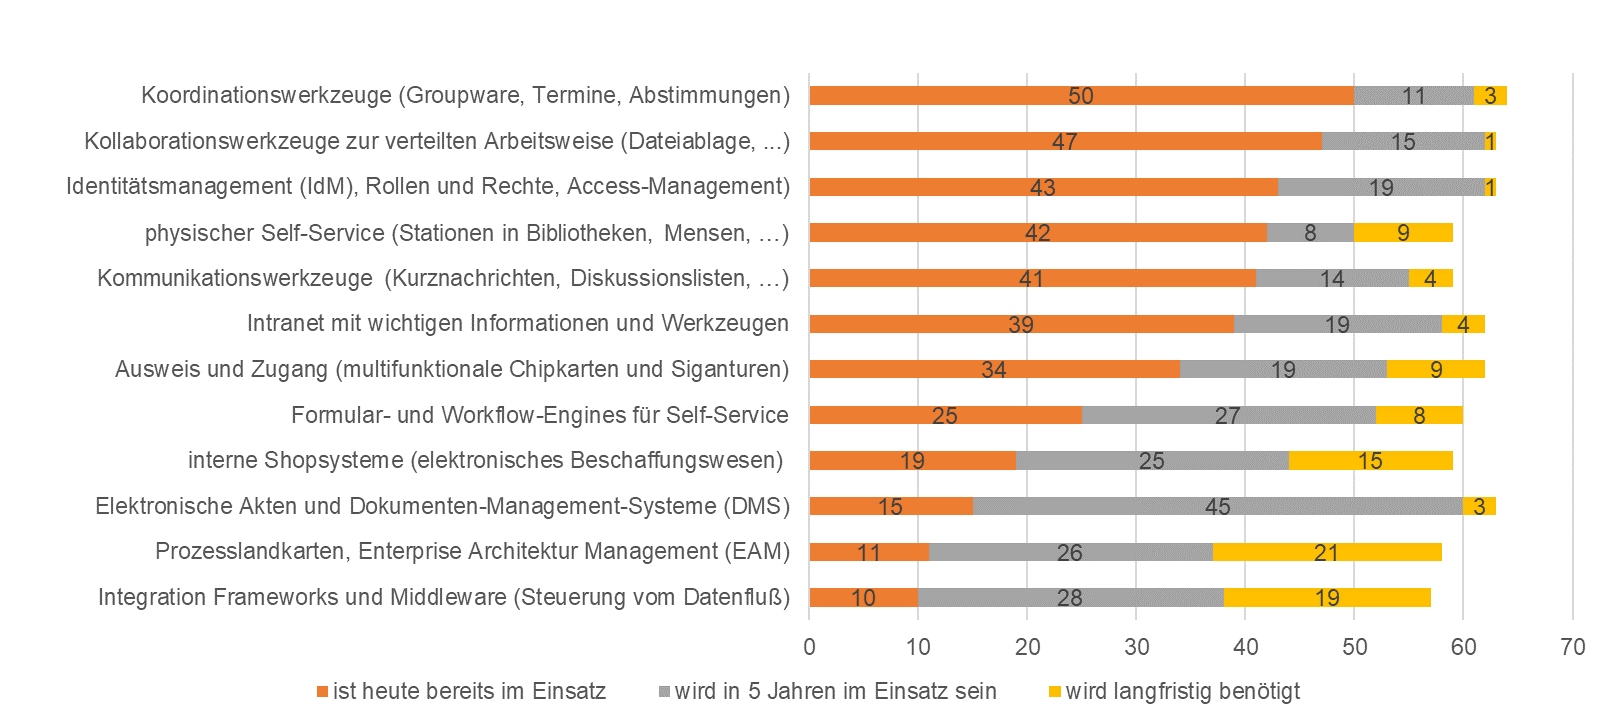 Koordinationswerkzeuge (Groupware, Termine, Abstimmungen) 50 11 3
Kollaborationswerkzeuge zur verteilten Arbeitsweise (Dateiablage, ...) 47 15 1
Identitätsmanagement (IdM), Rollen und Rechte, Access-Management) 43 19 1
physischer Self-Service (Stationen in Bibliotheken, Mensen, …) 42 8 9
Kommunikationswerkzeuge (Kurznachrichten, Diskussionslisten, …) 41 14 4
Intranet mit wichtigen Informationen und Werkzeugen 39 19 4
Ausweis und Zugang (multifunktionale Chipkarten und Siganturen) 34 19 9
Formular- und Workflow-Engines für Self-Service 25 27 8
interne Shopsysteme (elektronisches Beschaffungswesen) 19 25 15
Elektronische Akten und Dokumenten-Management-Systeme (DMS) 15 45 3
Prozesslandkarten, Enterprise Architektur Management (EAM) 11 26 21
Integration Frameworks und Middleware (Steuerung vom Datenfluß) 10 28 19
0 10 20 30 40 50 60 70
ist heute bereits im Einsatz wird in 5 Jahren im Einsatz sein wird langfristig benötigt